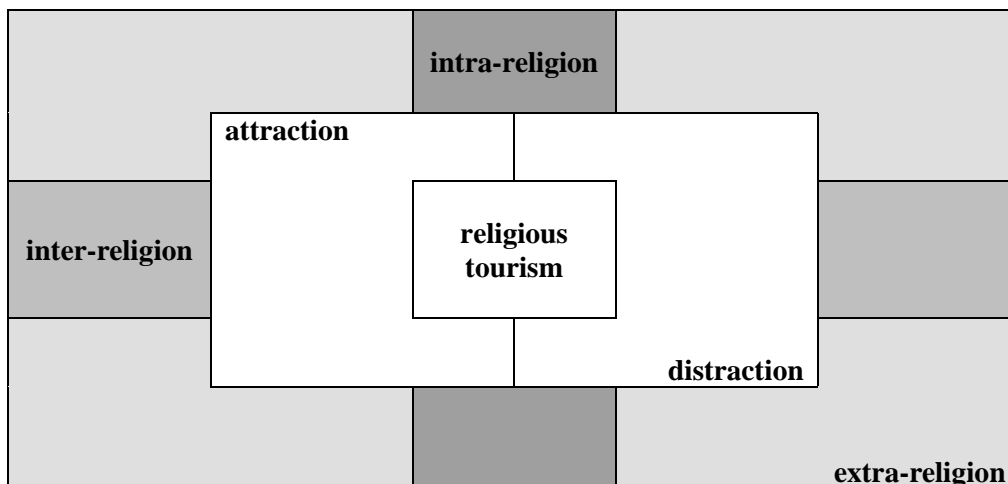 intra-religion
attraction
inter-religion
religious
tourism
distraction
extra-religion